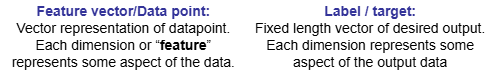 Feature vector/Data point:
Vector representation of datapoint.
Each dimension or “feature”
represents some aspect of the data.
Label / target:
Fixed length vector of desired output.
Each dimension represents some
aspect of the output data